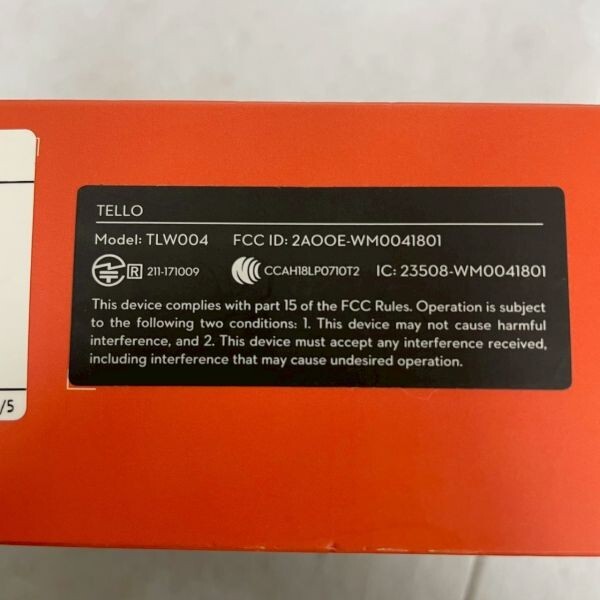 TELLO
Model: TLW004 FCC ID: 2AOOE-WM0041801
R 211-171009 CCAH18LP0710T2 IC: 23508-WM0041801
This device complies with part 15 of the FCC Rules. Operation is subject
to the following two conditions: 1. This device may not cause harmful
interference, and 2. This device must accept any interference received,
including interference that may cause undesired operation.
/5